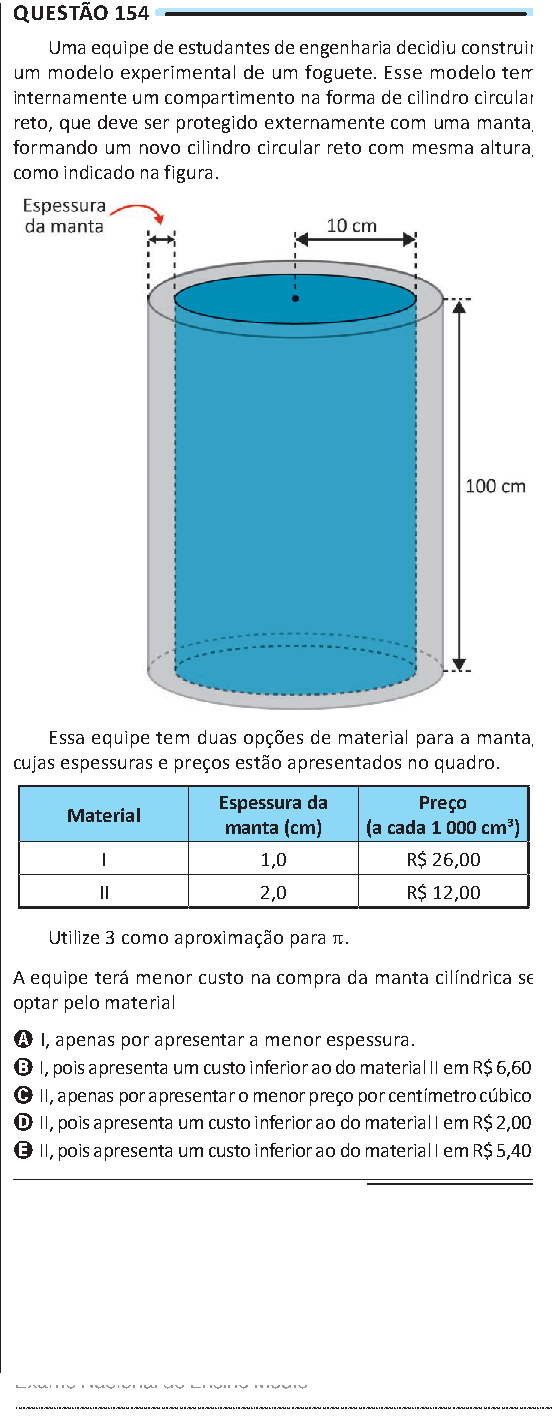 QUESTÃO 154
Uma equipe de estudantes de engenharia decidiu construir
um modelo experimental de um foguete. Esse modelo tem
internamente um compartimento na forma de cilindro circular
reto, que deve ser protegido externamente com uma manta,
formando um novo cilindro circular reto com mesma altura,
como indicado na figura.
Espessura
da manta
10 cm
100 cm
Essa equipe tem duas opções de material para a manta,
cujas espessuras e preços estão apresentados no quadro.
Material
Espessura da
manta (cm)
Preço
(a cada 1 000 cm³)
I 1,0 R$ 26,00
II 2,0 R$ 12,00
Utilize 3 como aproximação para π.
A equipe terá menor custo na compra da manta cilíndrica se
optar pelo material
A I, apenas por apresentar a menor espessura.
B I, pois apresenta um custo inferior ao do material II em R$ 6,60
C II, apenas por apresentar o menor preço por centímetro cúbico
D II, pois apresenta um custo inferior ao do material I em R$ 2,00
E II, pois apresenta um custo inferior ao do material I em R$ 5,40
Exame Nacional do Ensino Médio